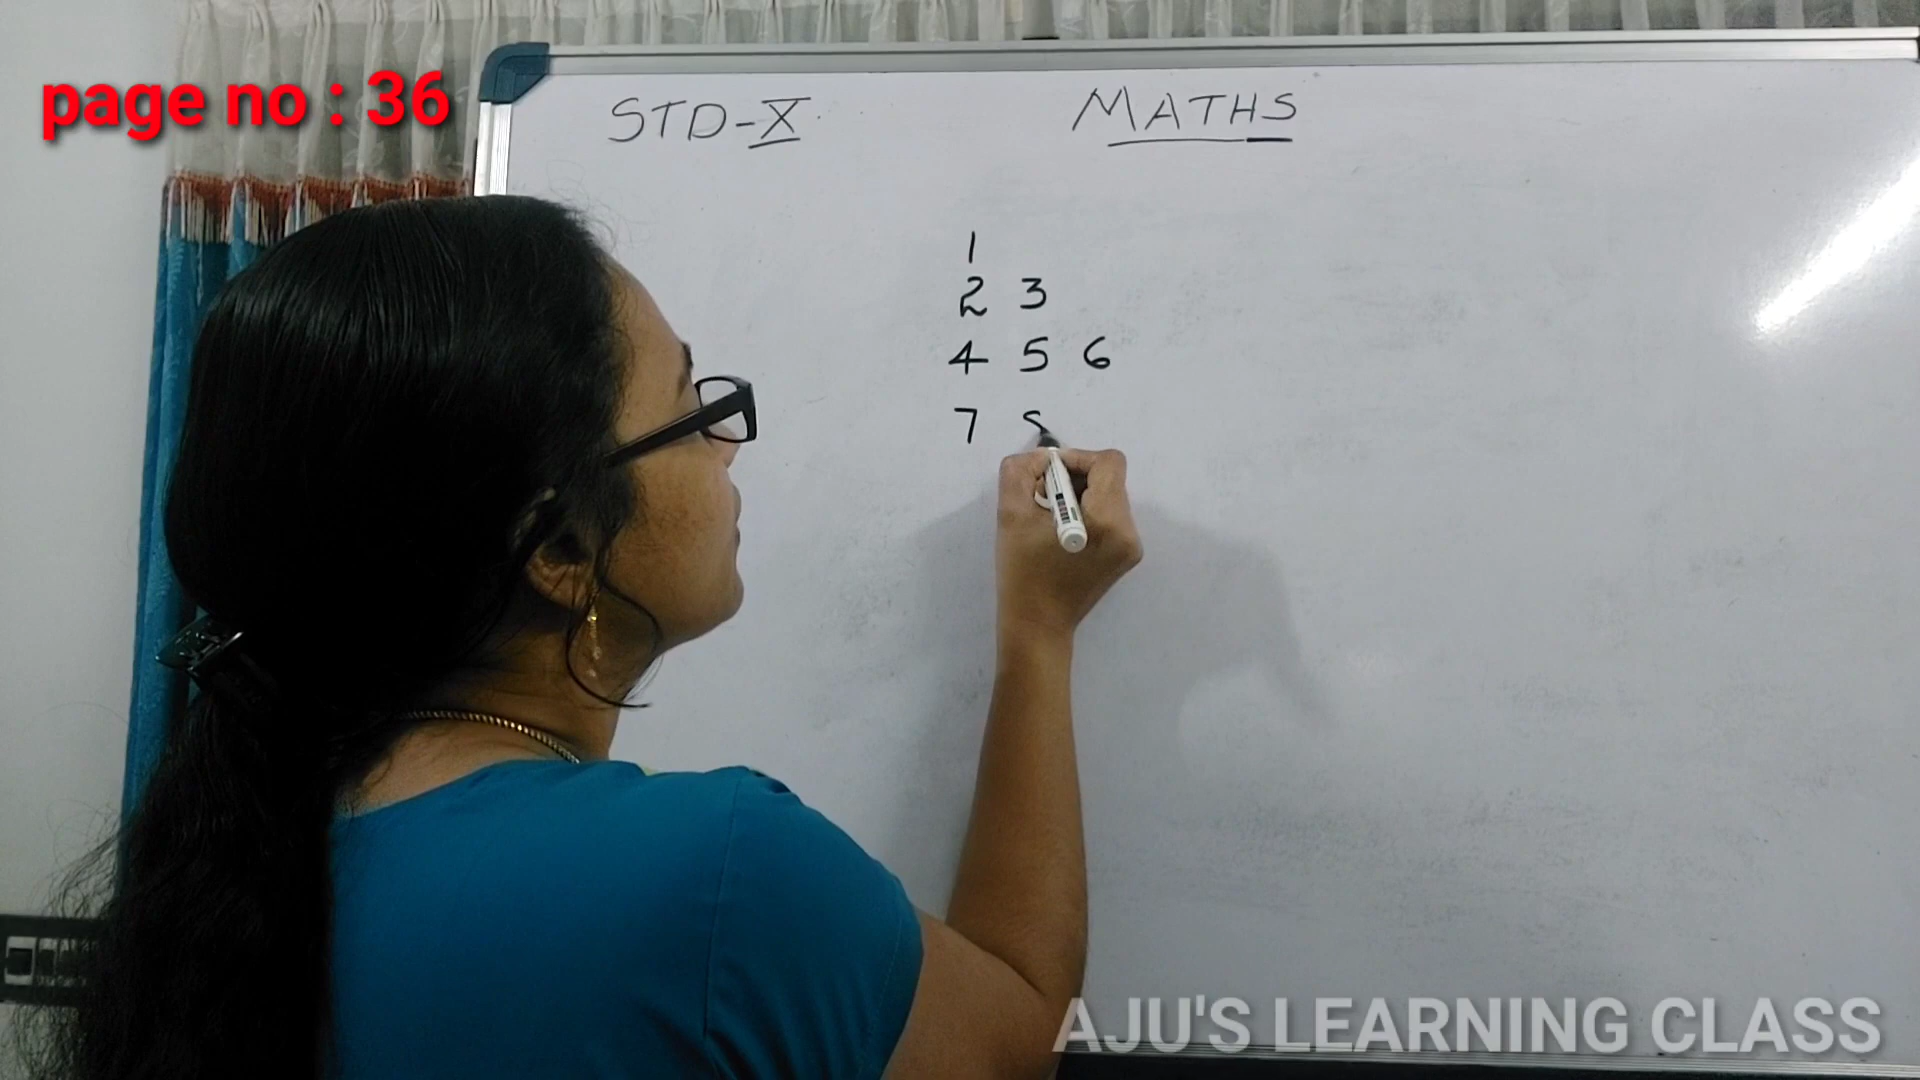 page no : 36
STD-X
MATHS
1
2 3
4 5 6
7
AJU'S LEARNING CLASS